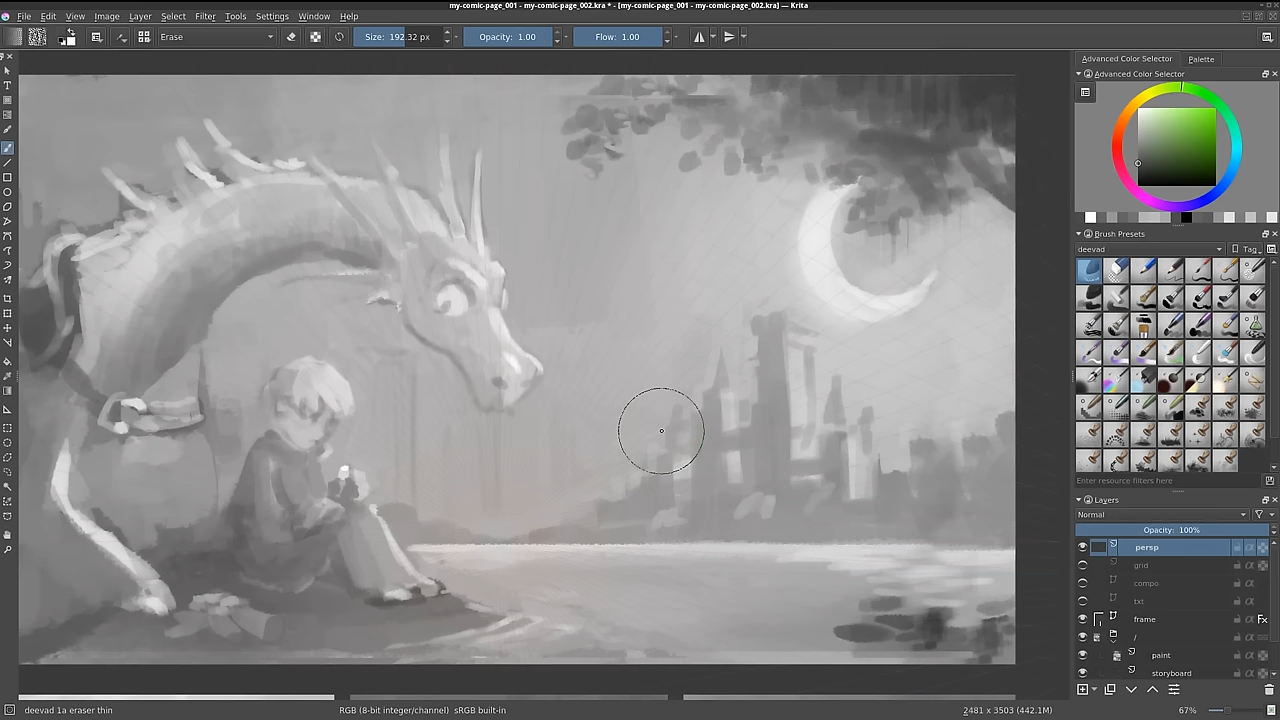 my-comic-page_001 - my-comic-page_002.kra * - [my-comic-page_001 - my-comic-page_002.kra] — Krita
File Edit View Image Layer Select Filter Tools Settings Window Help
Erase Size: 192.32 px Opacity: 1.00 Flow: 1.00
Advanced Color Selector Palette
Advanced Color Selector
Brush Presets
deevad Tag
Enter resource filters here
Layers
Normal
Opacity: 100%
persp
grid
compo
txt
frame Fx
/
paint
storyboard
deevad 1a eraser thin RGB (8-bit integer/channel) sRGB built-in 2481 x 3503 (442.1M) 67%